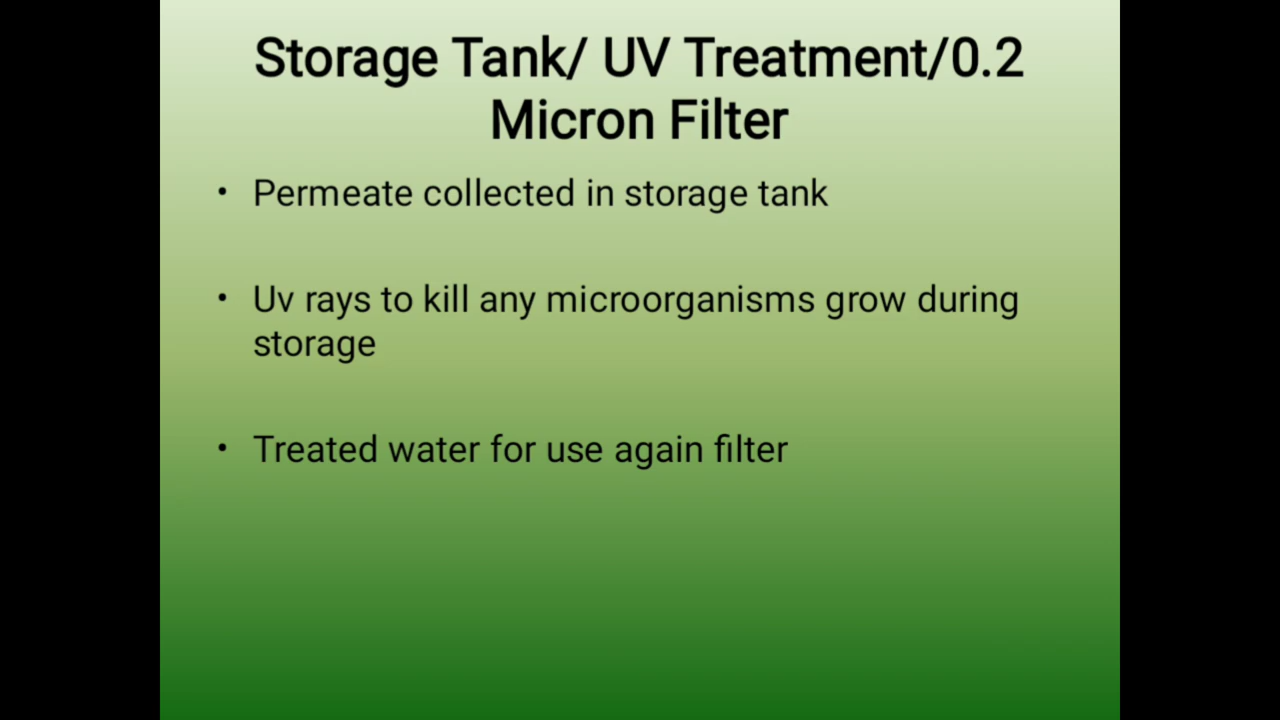 Storage Tank/ UV Treatment/0.2
Micron Filter
• Permeate collected in storage tank
• Uv rays to kill any microorganisms grow during
storage
• Treated water for use again filter